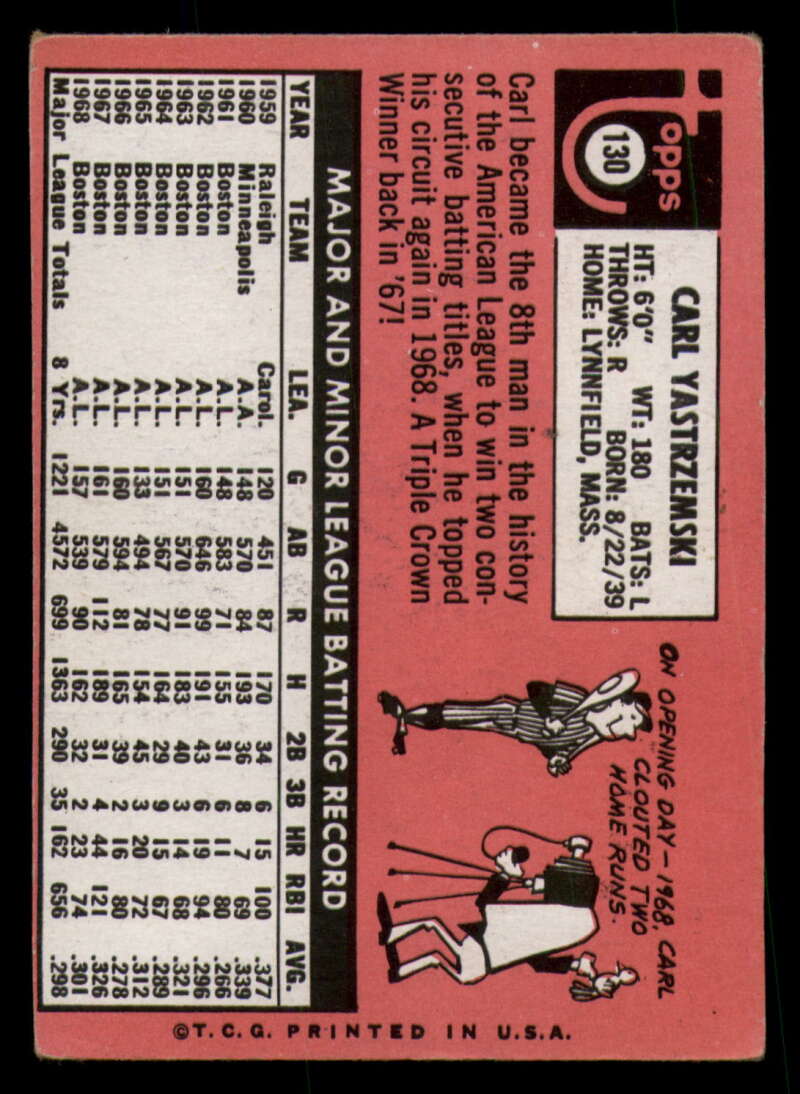 Topps
130
CARL YASTRZEMSKI
HT: 6'0" WT: 180 BATS: L
THROWS: R BORN: 8/22/39
HOME: LYNNFIELD, MASS.
ON OPENING DAY—1968, CARL
CLOUTED TWO
HOME RUNS.
Carl became the 8th man in the history
of the American League to win two con-
secutive batting titles, when he topped
his circuit again in 1968. A Triple Crown
Winner back in '67!
MAJOR AND MINOR LEAGUE BATTING RECORD
YEAR TEAM LEA. G AB R H 2B 3B HR RBI AVG.
1959 Raleigh Carol. 120 451 87 170 34 6 15 100 .377
1960 Minneapolis A.A. 148 570 84 193 36 8 7 69 .339
1961 Boston A.L. 148 583 71 155 31 6 11 80 .266
1962 Boston A.L. 160 646 99 191 43 6 19 94 .296
1963 Boston A.L. 151 570 91 183 40 3 14 68 .321
1964 Boston A.L. 151 567 77 164 29 9 15 67 .289
1965 Boston A.L. 133 494 78 154 45 3 20 72 .312
1966 Boston A.L. 160 594 81 165 39 2 16 80 .278
1967 Boston A.L. 161 579 112 189 31 4 44 121 .326
1968 Boston A.L. 157 539 90 162 32 2 23 74 .301
Major League Totals 8 Yrs. 1221 4572 699 1363 290 35 162 656 .298
©T.C.G. PRINTED IN U.S.A.